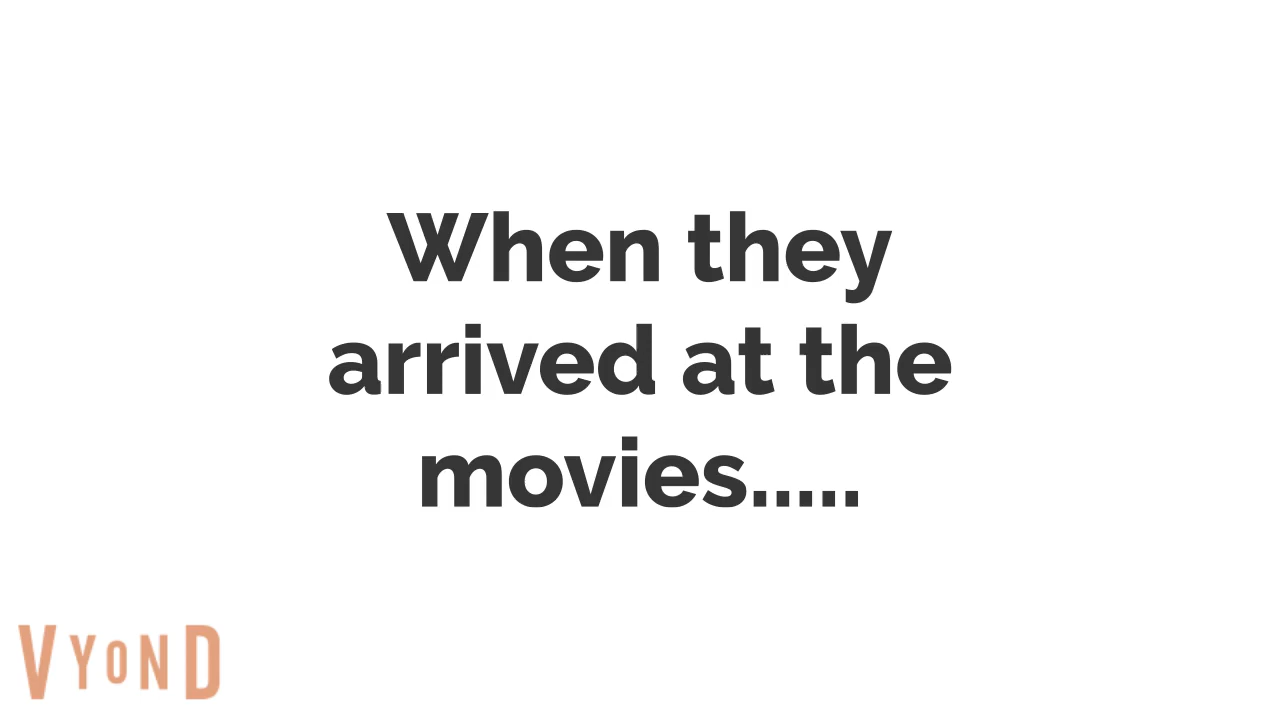 When they
arrived at the
movies.....
VYOND